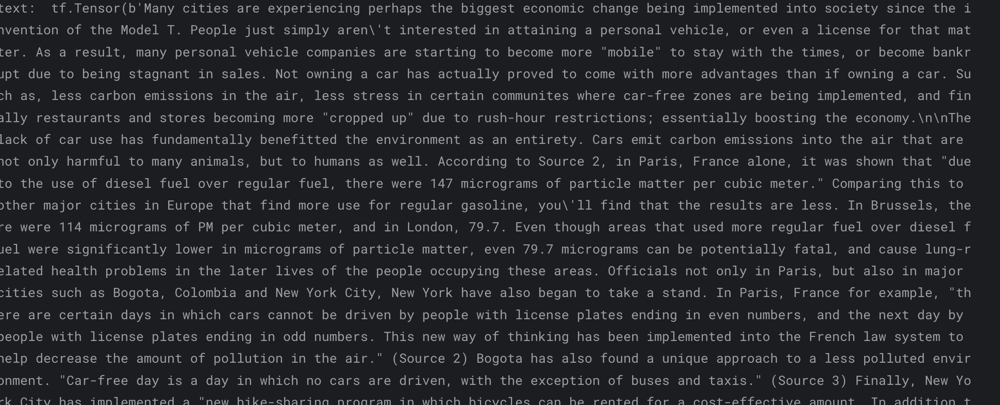 text:  tf.Tensor(b'Many cities are experiencing perhaps the biggest economic change being implemented into society since the i
nvention of the Model T. People just simply aren\'t interested in attaining a personal vehicle, or even a license for that mat
ter. As a result, many personal vehicle companies are starting to become more "mobile" to stay with the times, or become bankr
upt due to being stagnant in sales. Not owning a car has actually proved to come with more advantages than if owning a car. Su
ch as, less carbon emissions in the air, less stress in certain communites where car-free zones are being implemented, and fin
ally restaurants and stores becoming more "cropped up" due to rush-hour restrictions; essentially boosting the economy.\n\nThe
lack of car use has fundamentally benefitted the environment as an entirety. Cars emit carbon emissions into the air that are
not only harmful to many animals, but to humans as well. According to Source 2, in Paris, France alone, it was shown that "due
to the use of diesel fuel over regular fuel, there were 147 micrograms of particle matter per cubic meter." Comparing this to
other major cities in Europe that find more use for regular gasoline, you\'ll find that the results are less. In Brussels, the
re were 114 micrograms of PM per cubic meter, and in London, 79.7. Even though areas that used more regular fuel over diesel f
uel were significantly lower in micrograms of particle matter, even 79.7 micrograms can be potentially fatal, and cause lung-r
elated health problems in the later lives of the people occupying these areas. Officials not only in Paris, but also in major
cities such as Bogota, Colombia and New York City, New York have also began to take a stand. In Paris, France for example, "th
ere are certain days in which cars cannot be driven by people with license plates ending in even numbers, and the next day by
people with license plates ending in odd numbers. This new way of thinking has been implemented into the French law system to
help decrease the amount of pollution in the air." (Source 2) Bogota has also found a unique approach to a less polluted envir
onment. "Car-free day is a day in which no cars are driven, with the exception of buses and taxis." (Source 3) Finally, New Yo
rk City has implemented a "new bike-sharing program in which bicycles can be rented for a cost-effective amount. In addition t